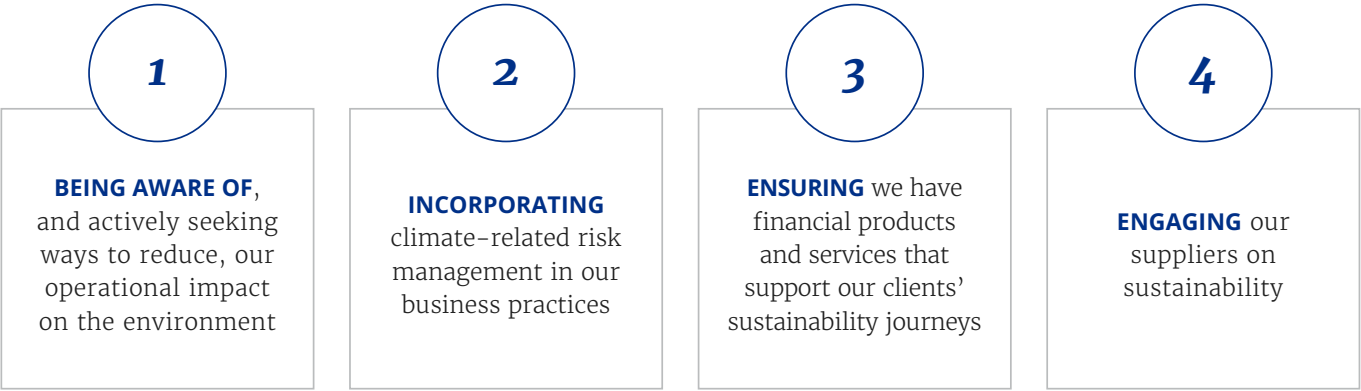 1
BEING AWARE OF,
and actively seeking
ways to reduce, our
operational impact
on the environment
2
INCORPORATING
climate-related risk
management in our
business practices
3
ENSURING we have
financial products
and services that
support our clients’
sustainability journeys
4
ENGAGING our
suppliers on
sustainability